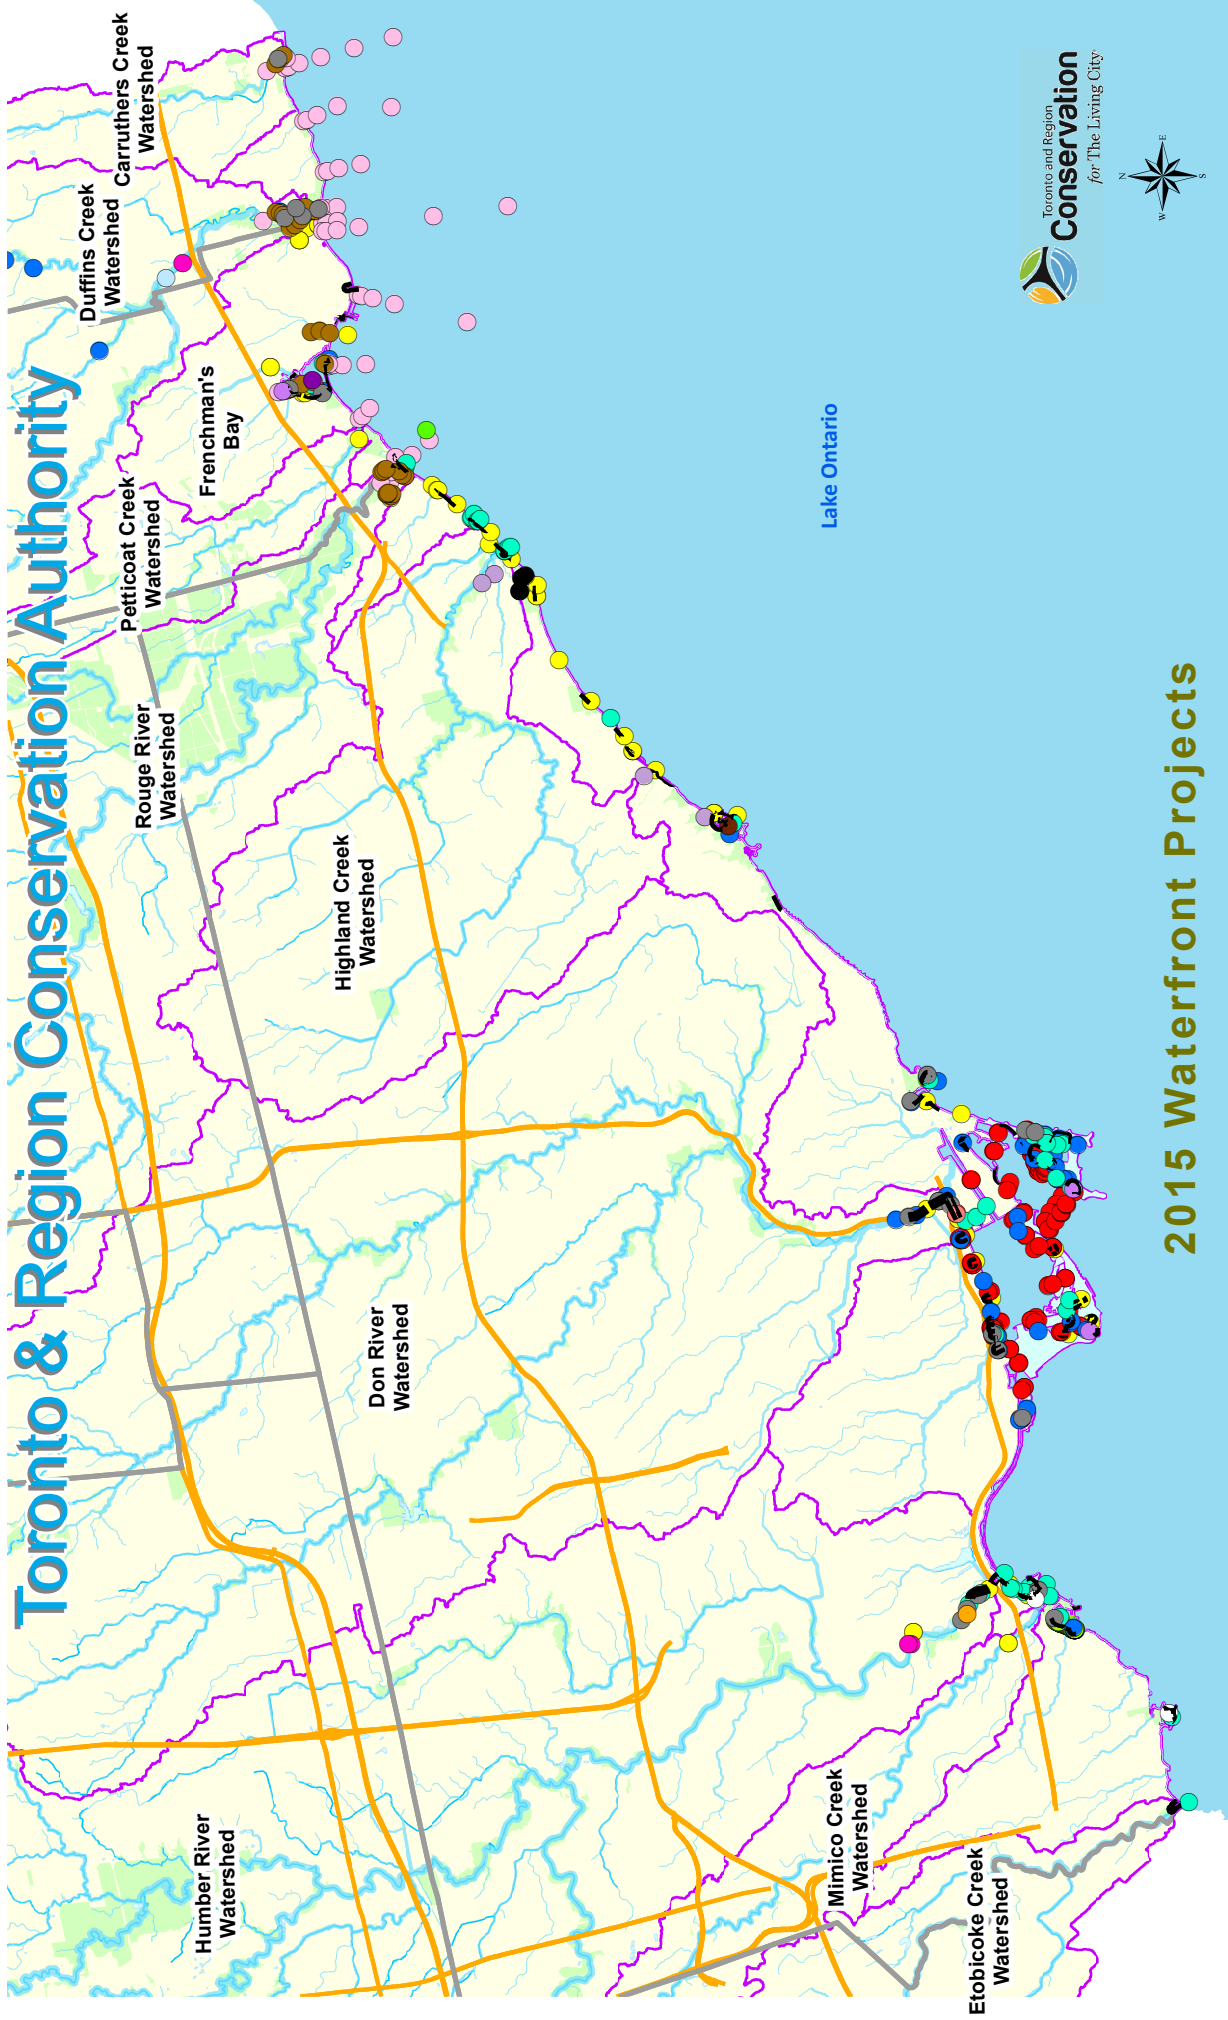 Toronto & Region Conservation Authority
Humber River
Watershed
Etobicoke Creek
Watershed
Mimico Creek
Watershed
Don River
Watershed
Highland Creek
Watershed
Rouge River
Watershed
Petticoat Creek
Watershed
Frenchman's
Bay
Duffins Creek
Watershed
Carruthers Creek
Watershed
Lake Ontario
2015 Waterfront Projects
Toronto and Region
Conservation
for The Living City
N
W
E
S